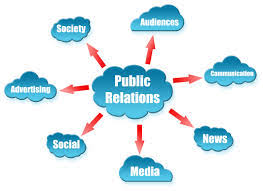 Audiences
Society
Communication
Advertising
Public
Relations
Social
News
Media